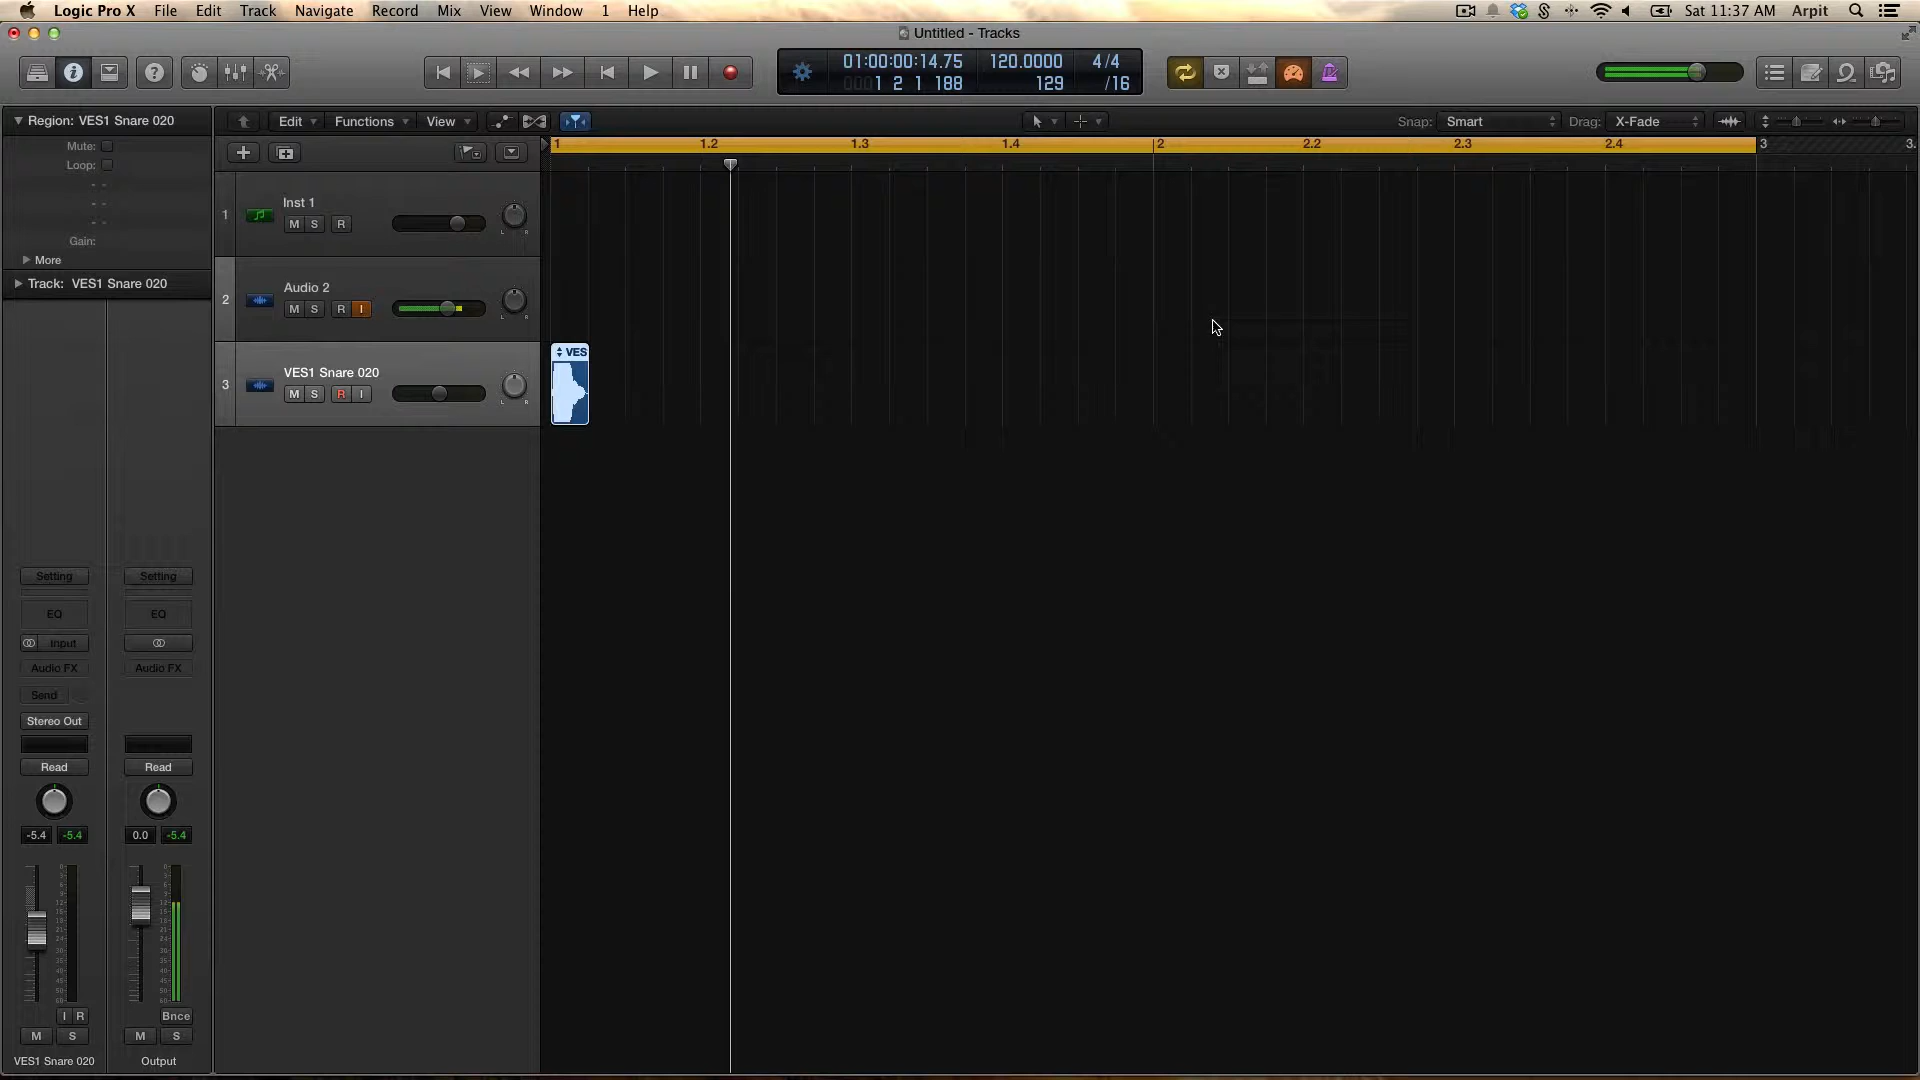 Logic Pro X File Edit Track Navigate Record Mix View Window 1 Help Sat 11:37 AM Arpit
Untitled - Tracks
01:00:00:14.75 120.0000 4/4
0001 2 1 188 129 /16
Region: VES1 Snare 020
Edit Functions View Snap: Smart Drag: X-Fade
Mute:
Loop:
Gain:
More
Track: VES1 Snare 020
1 1.2 1.3 1.4 2 2.2 2.3 2.4 3 3.
1 Inst 1
M S R
L R
2 Audio 2
M S R I
L R
3 VES1 Snare 020
M S R I
L R
VES
Setting Setting
EQ EQ
Input
Audio FX Audio FX
Send
Stereo Out
Read Read
-5.4 -5.4 0.0 -5.4
I R Bnce
M S M S
VES1 Snare 020 Output